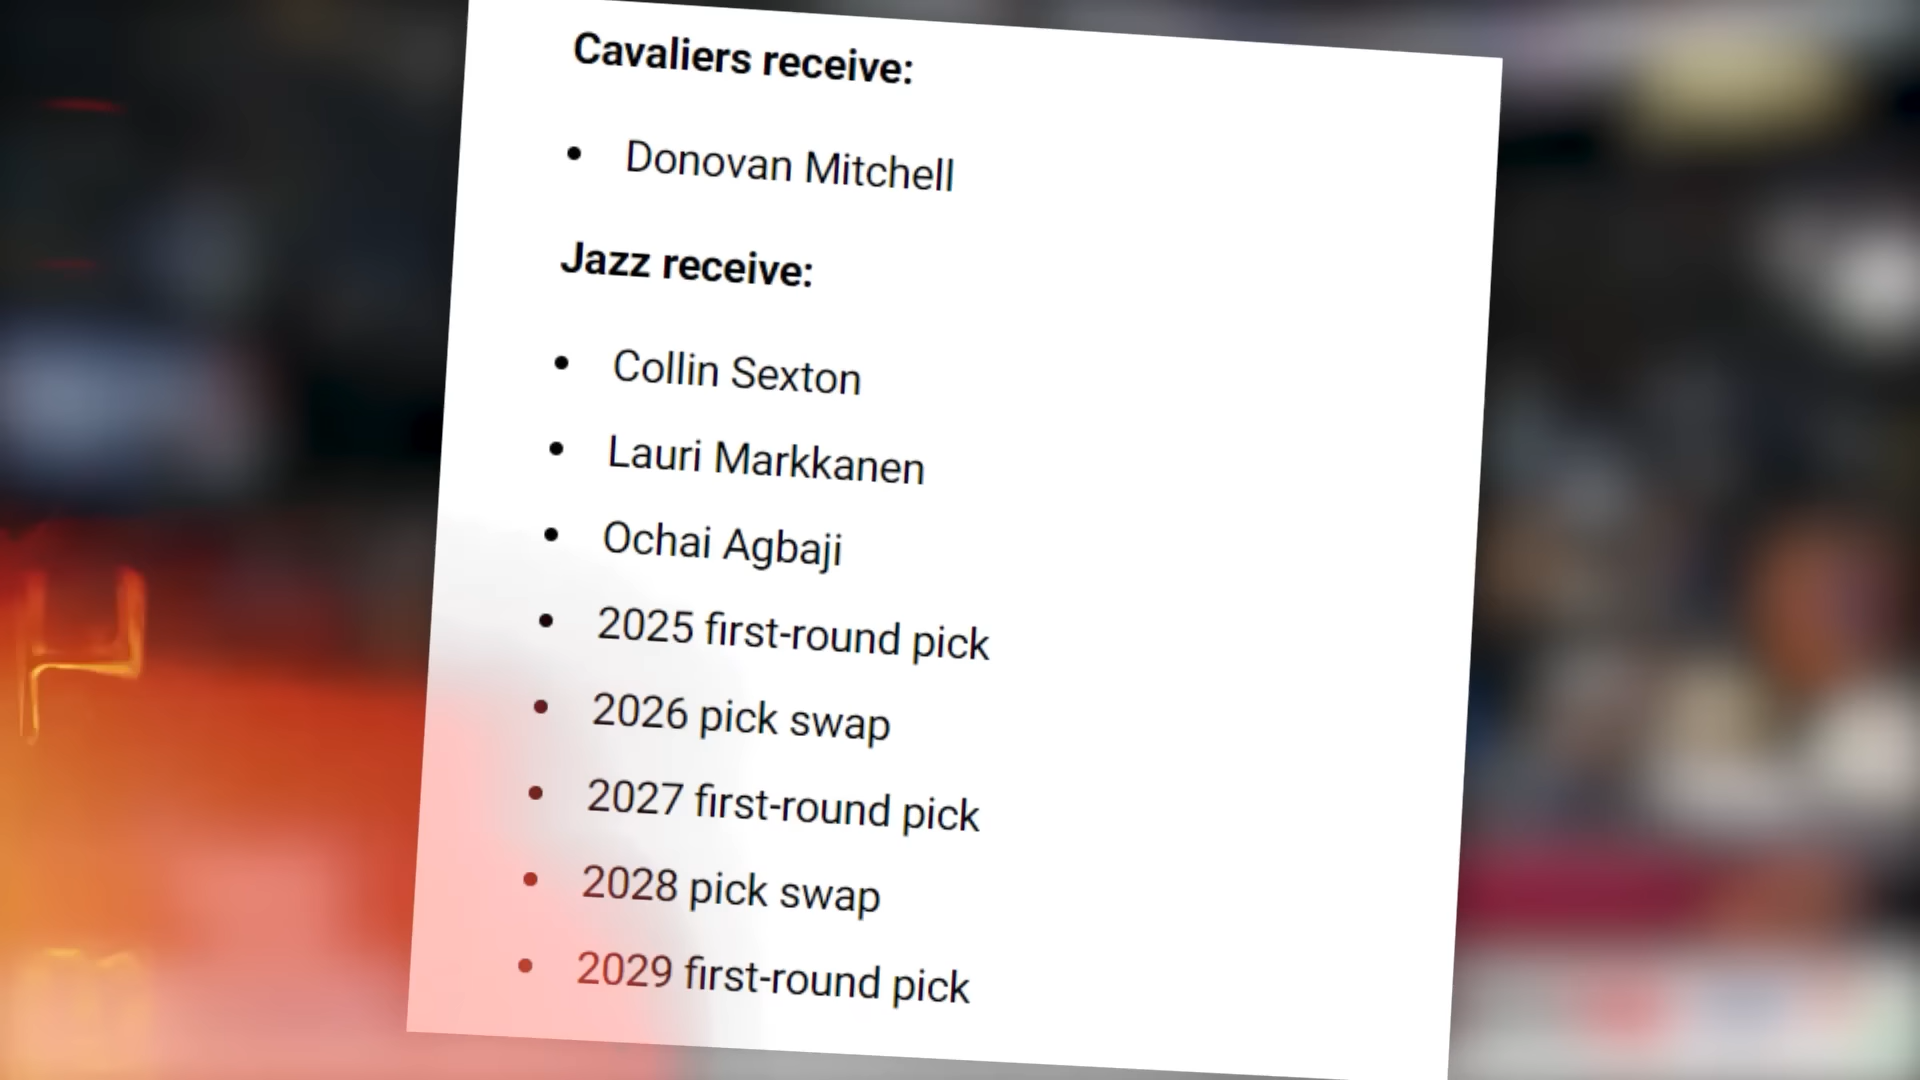 Cavaliers receive:
• Donovan Mitchell
Jazz receive:
• Collin Sexton
• Lauri Markkanen
• Ochai Agbaji
• 2025 first-round pick
• 2026 pick swap
• 2027 first-round pick
• 2028 pick swap
• 2029 first-round pick